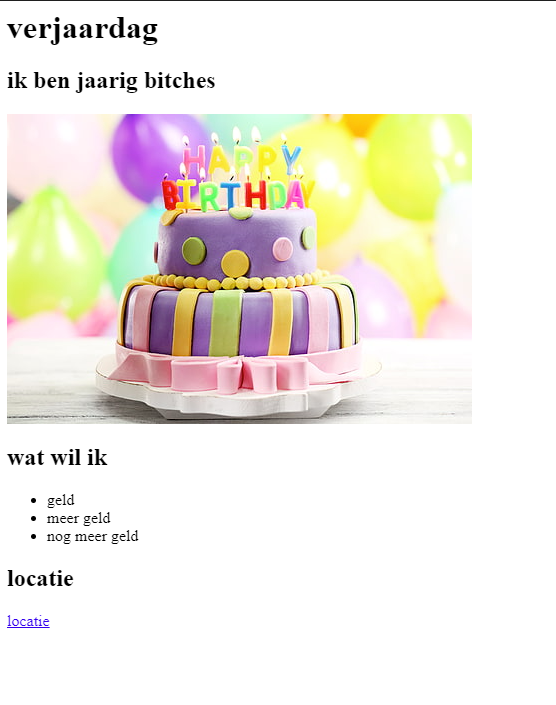 verjaardag
ik ben jaarig bitches
HAPPY
BIRTHDAY
wat wil ik
geld
meer geld
nog meer geld
locatie
locatie